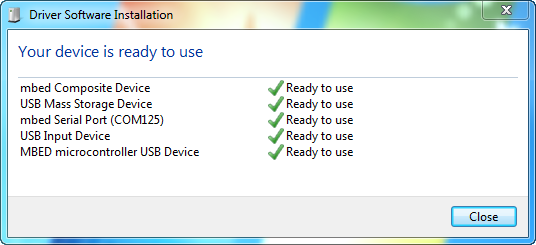 Driver Software Installation
Your device is ready to use
mbed Composite Device Ready to use
USB Mass Storage Device Ready to use
mbed Serial Port (COM125) Ready to use
USB Input Device Ready to use
MBED microcontroller USB Device Ready to use
Close